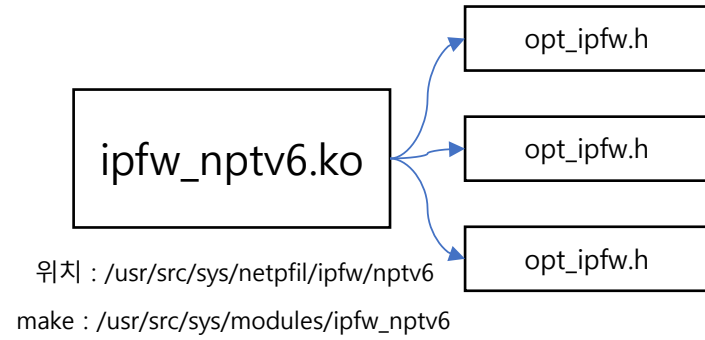 opt_ipfw.h
ipfw_nptv6.ko
opt_ipfw.h
opt_ipfw.h
위치 : /usr/src/sys/netpfil/ipfw/nptv6
make : /usr/src/sys/modules/ipfw_nptv6